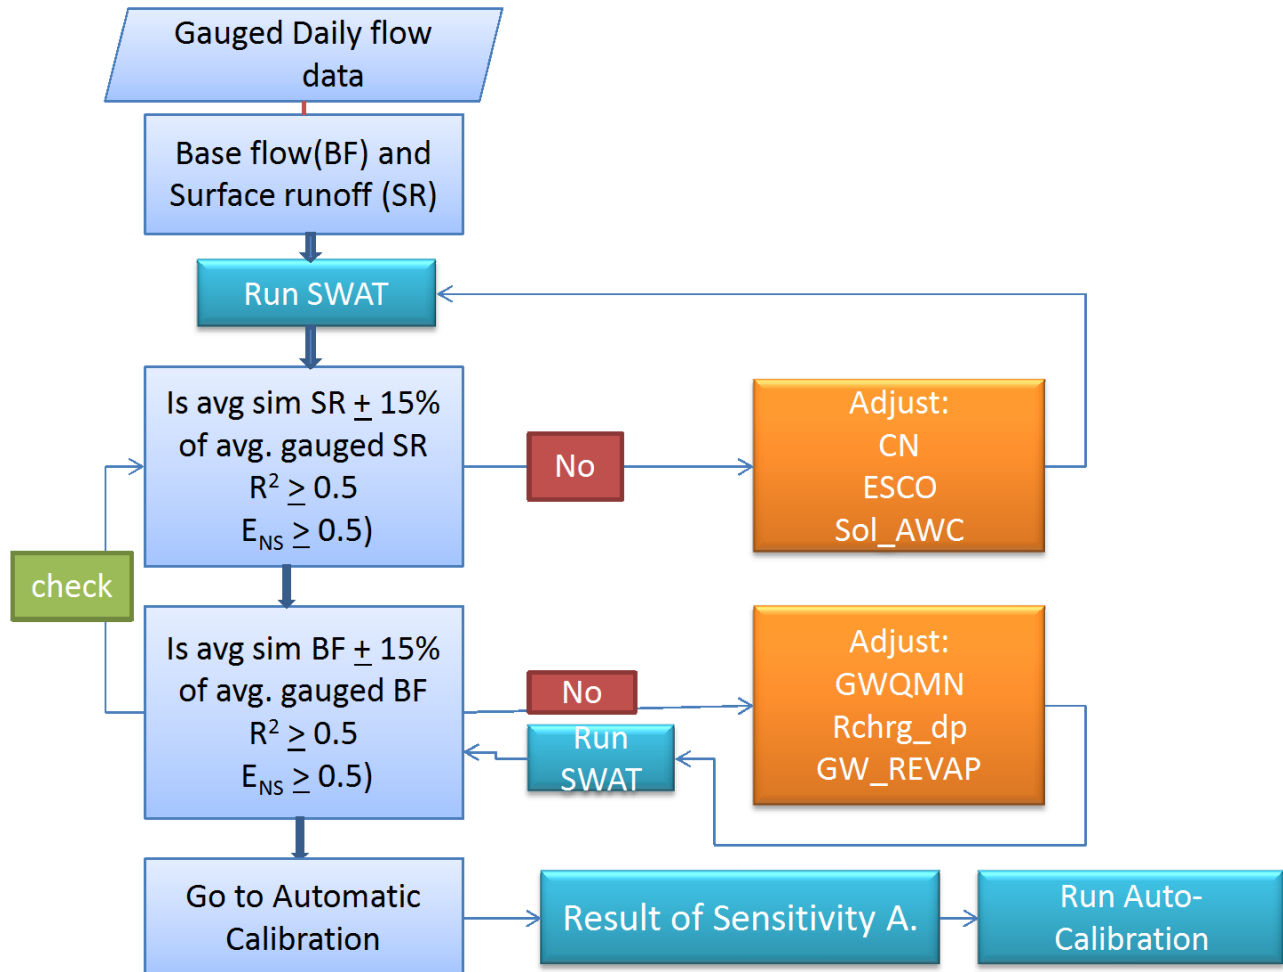 Gauged Daily flow
data
Base flow(BF) and
Surface runoff (SR)
Run SWAT
Is avg sim SR ± 15%
of avg. gauged SR
R² ≥ 0.5
E_NS ≥ 0.5)
No
Adjust:
CN
ESCO
Sol_AWC
check
Is avg sim BF ± 15%
of avg. gauged BF
R² ≥ 0.5
E_NS ≥ 0.5)
No
Run
SWAT
Adjust:
GWQMN
Rchrg_dp
GW_REVAP
Go to Automatic
Calibration
Result of Sensitivity A.
Run Auto-
Calibration